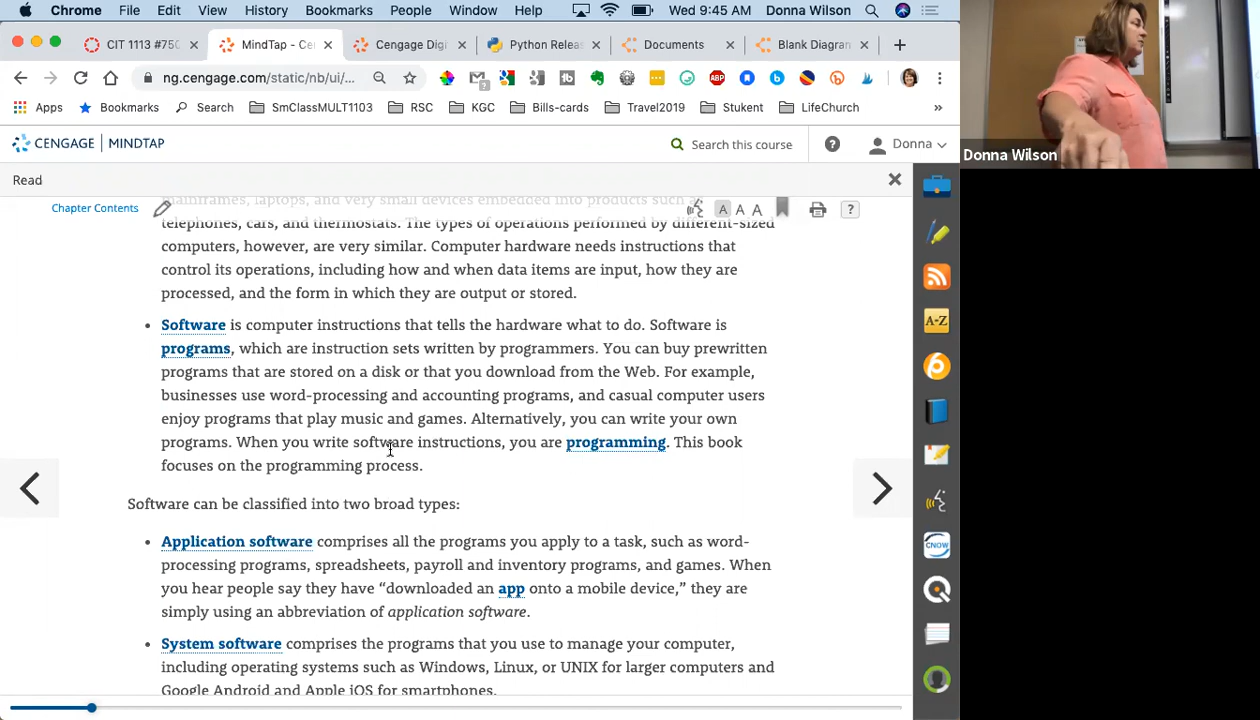 Chrome File Edit View History Bookmarks People Window Help Wed 9:45 AM Donna Wilson
CIT 1113 #750 MindTap - Ce Cengage Digi Python Relea Documents Blank Diagran
ng.cengage.com/static/nb/ui/...
Apps Bookmarks Search SmClassMULT1103 RSC KGC Bills-cards Travel2019 Stukent LifeChurch »
CENGAGE | MINDTAP Search this course ? Donna
Donna Wilson
Read
Chapter Contents A A A ?
mainframes, laptops, and very small devices embedded into products such as
telephones, cars, and thermostats. The types of operations performed by different-sized
computers, however, are very similar. Computer hardware needs instructions that
control its operations, including how and when data items are input, how they are
processed, and the form in which they are output or stored.
• Software is computer instructions that tells the hardware what to do. Software is
programs, which are instruction sets written by programmers. You can buy prewritten
programs that are stored on a disk or that you download from the Web. For example,
businesses use word-processing and accounting programs, and casual computer users
enjoy programs that play music and games. Alternatively, you can write your own
programs. When you write software instructions, you are programming. This book
focuses on the programming process.
Software can be classified into two broad types:
• Application software comprises all the programs you apply to a task, such as word-
processing programs, spreadsheets, payroll and inventory programs, and games. When
you hear people say they have “downloaded an app onto a mobile device,” they are
simply using an abbreviation of application software.
• System software comprises the programs that you use to manage your computer,
including operating systems such as Windows, Linux, or UNIX for larger computers and
Google Android and Apple iOS for smartphones.
A-Z
ABP
CNOW